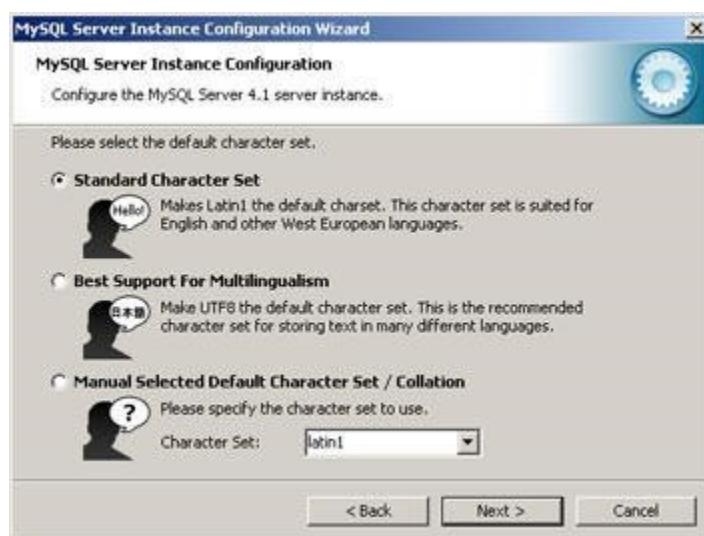 MySQL Server Instance Configuration Wizard
MySQL Server Instance Configuration
Configure the MySQL Server 4.1 server instance.
Please select the default character set.
Standard Character Set
Hello!
Makes Latin1 the default charset. This character set is suited for
English and other West European languages.
Best Support For Multilingualism
日本語
Make UTF8 the default character set. This is the recommended
character set for storing text in many different languages.
Manual Selected Default Character Set / Collation
?
Please specify the character set to use.
Character Set: latin1
< Back Next > Cancel